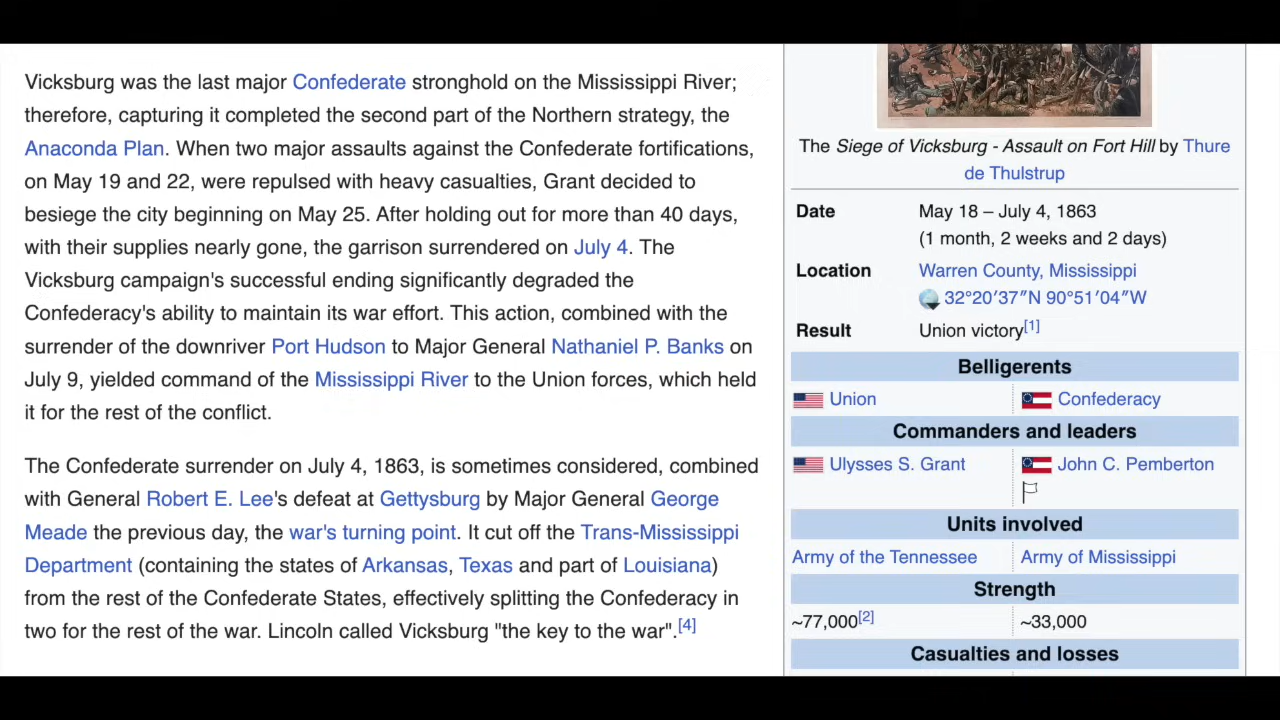 Vicksburg was the last major Confederate stronghold on the Mississippi River;
therefore, capturing it completed the second part of the Northern strategy, the
Anaconda Plan. When two major assaults against the Confederate fortifications,
on May 19 and 22, were repulsed with heavy casualties, Grant decided to
besiege the city beginning on May 25. After holding out for more than 40 days,
with their supplies nearly gone, the garrison surrendered on July 4. The
Vicksburg campaign's successful ending significantly degraded the
Confederacy's ability to maintain its war effort. This action, combined with the
surrender of the downriver Port Hudson to Major General Nathaniel P. Banks on
July 9, yielded command of the Mississippi River to the Union forces, which held
it for the rest of the conflict.
The Confederate surrender on July 4, 1863, is sometimes considered, combined
with General Robert E. Lee's defeat at Gettysburg by Major General George
Meade the previous day, the war's turning point. It cut off the Trans-Mississippi
Department (containing the states of Arkansas, Texas and part of Louisiana)
from the rest of the Confederate States, effectively splitting the Confederacy in
two for the rest of the war. Lincoln called Vicksburg "the key to the war".[4]
The Siege of Vicksburg - Assault on Fort Hill by Thure
de Thulstrup
Date May 18 – July 4, 1863
(1 month, 2 weeks and 2 days)
Location Warren County, Mississippi
32°20′37″N 90°51′04″W
Result Union victory[1]
Belligerents
Union Confederacy
Commanders and leaders
Ulysses S. Grant John C. Pemberton
Units involved
Army of the Tennessee Army of Mississippi
Strength
~77,000[2] ~33,000
Casualties and losses